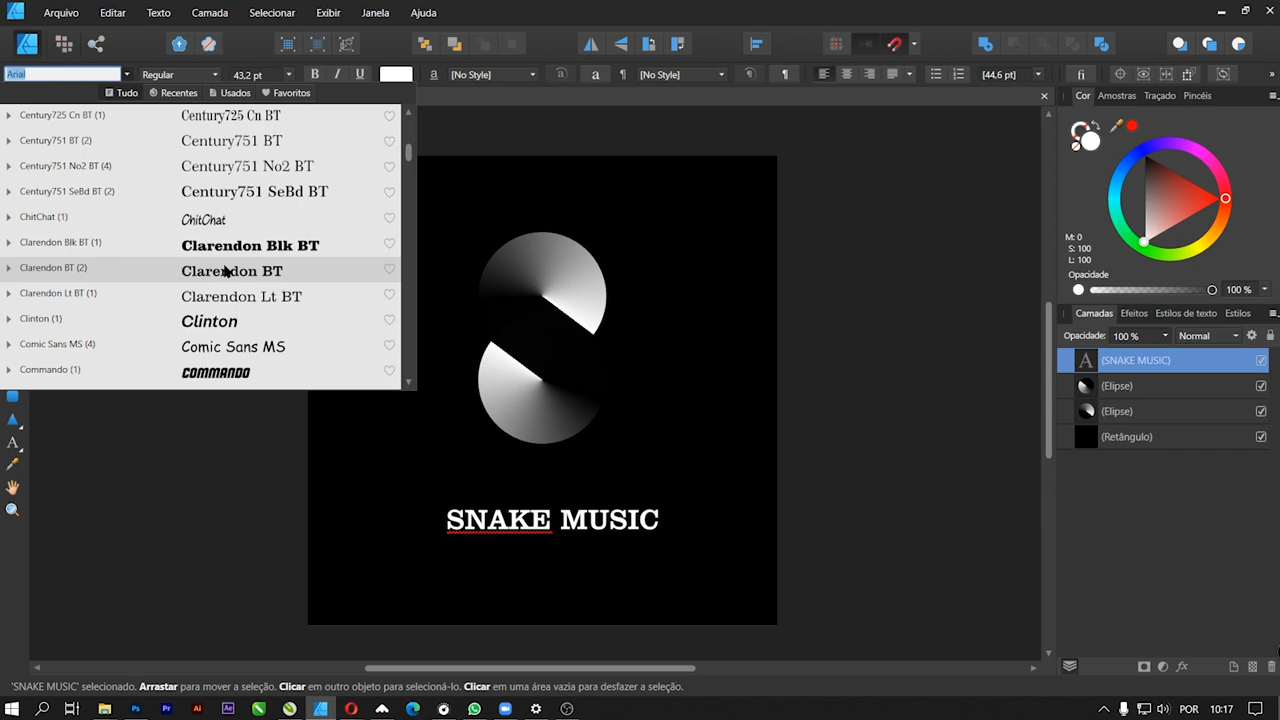 Arquivo Editar Texto Camada Selecionar Exibir Janela Ajuda
Arial Regular 43,2 pt B I U a [No Style] a a ¶ [No Style] ¶ ¶ [44,6 pt] fi
Tudo Recentes Usados Favoritos
Century725 Cn BT (1) Century725 Cn BT
Century751 BT (2) Century751 BT
Century751 No2 BT (4) Century751 No2 BT
Century751 SeBd BT (2) Century751 SeBd BT
ChitChat (1) ChitChat
Clarendon Blk BT (1) Clarendon Blk BT
Clarendon BT (2) Clarendon BT
Clarendon Lt BT (1) Clarendon Lt BT
Clinton (1) Clinton
Comic Sans MS (4) Comic Sans MS
Commando (1) COMMANDO
SNAKE MUSIC
Cor Amostras Traçado Pincéis
M: 0
S: 100
L: 100
Opacidade
100 %
Camadas Efeitos Estilos de texto Estilos
Opacidade: 100 % Normal
A (SNAKE MUSIC)
(Elipse)
(Elipse)
(Retângulo)
fx
'SNAKE MUSIC' selecionado. Arrastar para mover a seleção. Clicar em outro objeto para selecioná-lo. Clicar em uma área vazia para desfazer a seleção.
Ps Pr Ai Ae POR 10:17